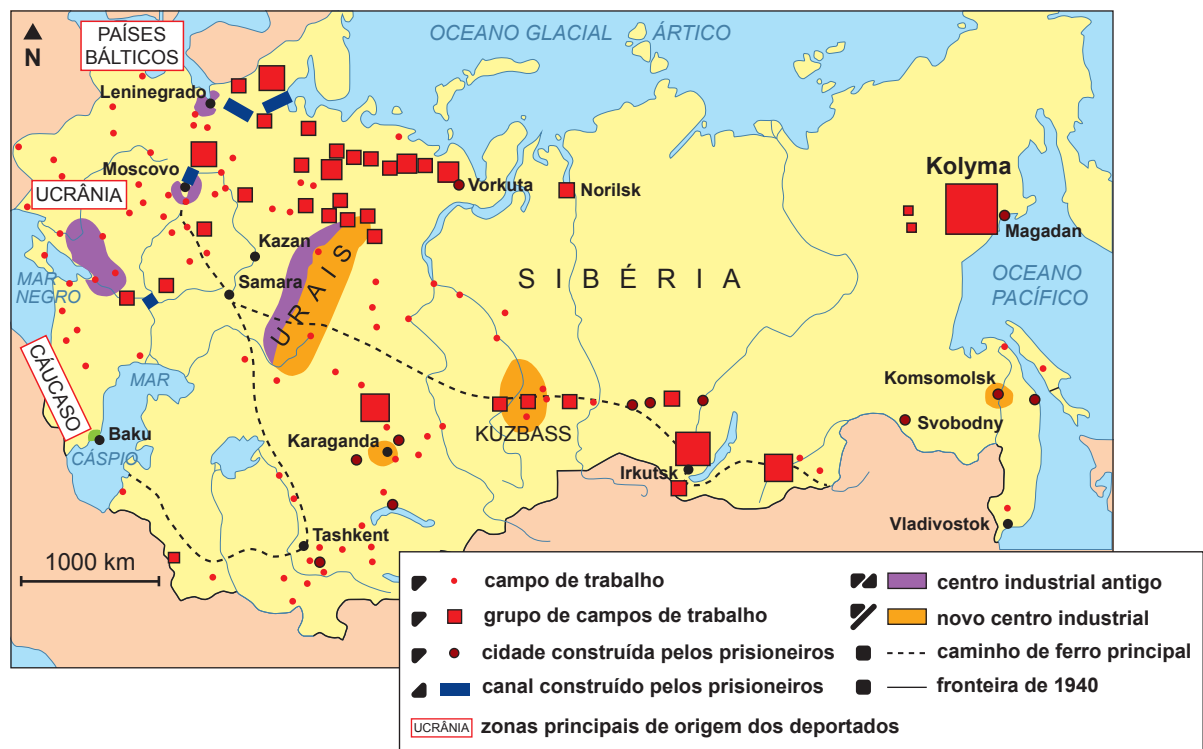 PAÍSES
BÁLTICOS
OCEANO GLACIAL ÁRTICO
N
Leninegrado
Moscovo
UCRÂNIA
Vorkuta
Norilsk
Kolyma
Magadan
Kazan
Samara
URAIS
SIBÉRIA
MAR
NEGRO
OCEANO
PACÍFICO
CÁUCASO
MAR
CÁSPIO
Baku
Karaganda
KUZBASS
Komsomolsk
Svobodny
Irkutsk
Vladivostok
Tashkent
1000 km
campo de trabalho
grupo de campos de trabalho
cidade construída pelos prisioneiros
canal construído pelos prisioneiros
UCRÂNIA zonas principais de origem dos deportados
centro industrial antigo
novo centro industrial
caminho de ferro principal
fronteira de 1940